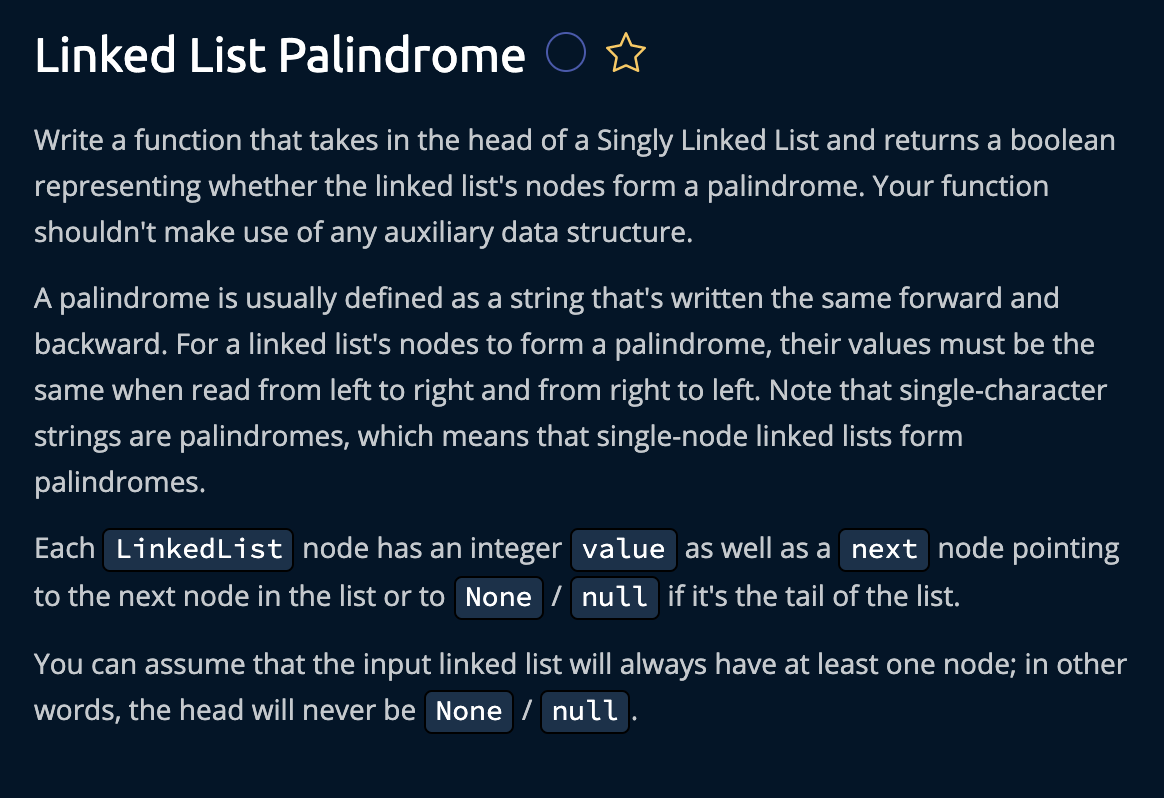 Linked List Palindrome
Write a function that takes in the head of a Singly Linked List and returns a boolean
representing whether the linked list's nodes form a palindrome. Your function
shouldn't make use of any auxiliary data structure.
A palindrome is usually defined as a string that's written the same forward and
backward. For a linked list's nodes to form a palindrome, their values must be the
same when read from left to right and from right to left. Note that single-character
strings are palindromes, which means that single-node linked lists form
palindromes.
Each LinkedList node has an integer value as well as a next node pointing
to the next node in the list or to None / null if it's the tail of the list.
You can assume that the input linked list will always have at least one node; in other
words, the head will never be None / null.